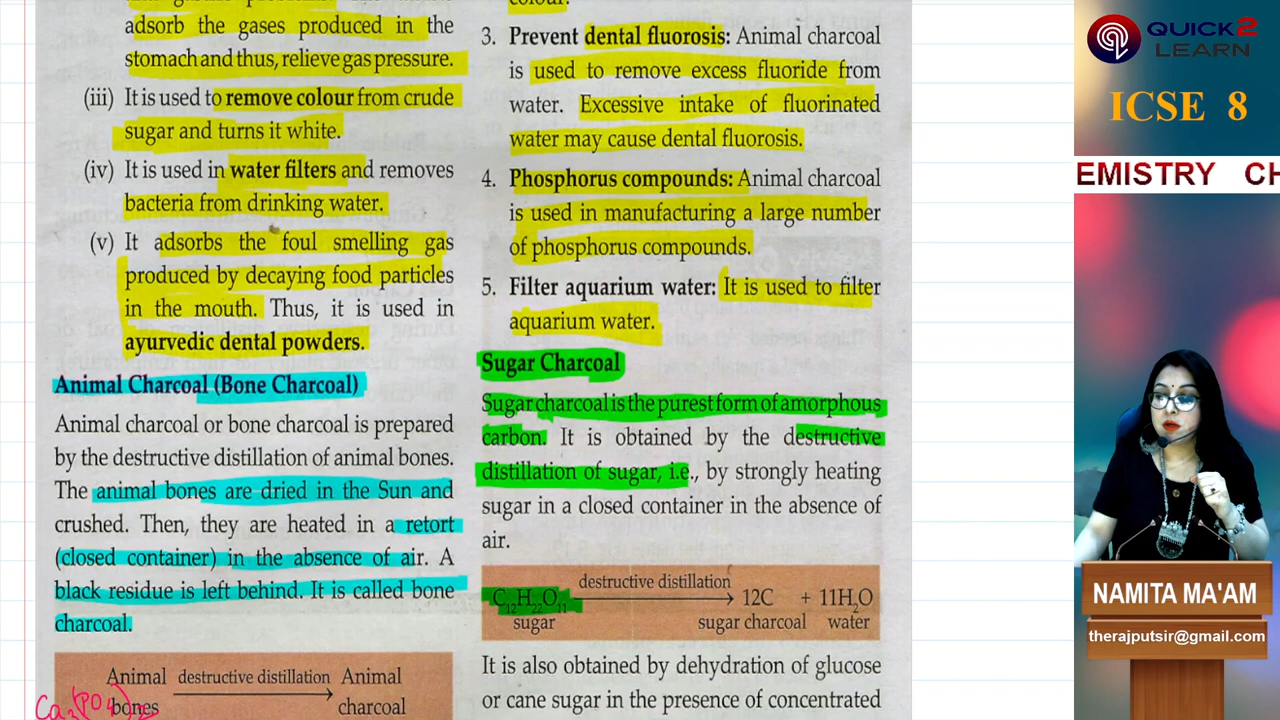 adsorb the gases produced in the
stomach and thus, relieve gas pressure.
(iii) It is used to remove colour from crude
sugar and turns it white.
(iv) It is used in water filters and removes
bacteria from drinking water.
(v) It adsorbs the foul smelling gas
produced by decaying food particles
in the mouth. Thus, it is used in
ayurvedic dental powders.
Animal Charcoal (Bone Charcoal)
Animal charcoal or bone charcoal is prepared
by the destructive distillation of animal bones.
The animal bones are dried in the Sun and
crushed. Then, they are heated in a retort
(closed container) in the absence of air. A
black residue is left behind. It is called bone
charcoal.
Animal destructive distillation Animal
bones charcoal
Ca3(PO4)2
colour.
3. Prevent dental fluorosis: Animal charcoal
is used to remove excess fluoride from
water. Excessive intake of fluorinated
water may cause dental fluorosis.
4. Phosphorus compounds: Animal charcoal
is used in manufacturing a large number
of phosphorus compounds.
5. Filter aquarium water: It is used to filter
aquarium water.
Sugar Charcoal
Sugar charcoal is the purest form of amorphous
carbon. It is obtained by the destructive
distillation of sugar, i.e., by strongly heating
sugar in a closed container in the absence of
air.
destructive distillation
C12H22O11 → 12C + 11H2O
sugar sugar charcoal water
It is also obtained by dehydration of glucose
or cane sugar in the presence of concentrated
QUICK2
LEARN
ICSE 8
EMISTRY CH
NAMITA MA'AM
therajputsir@gmail.com